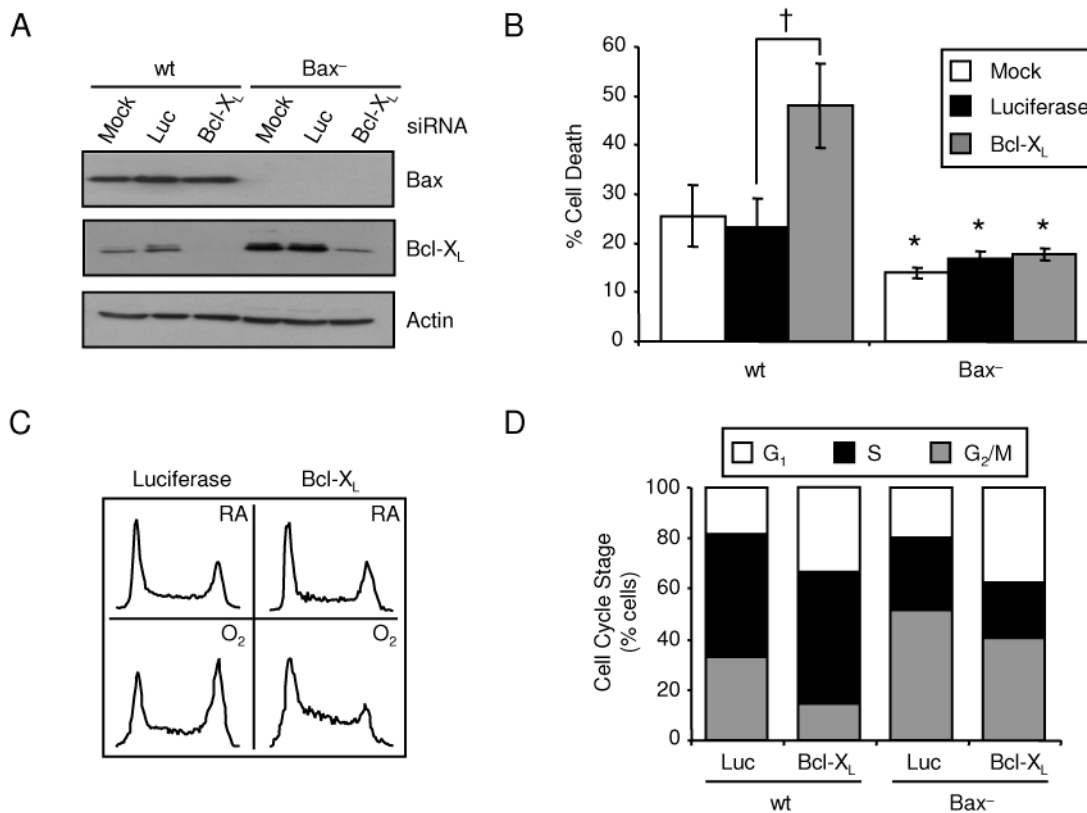 A
wt Bax⁻
Mock Luc Bcl-X_L Mock Luc Bcl-X_L siRNA
Bax
Bcl-X_L
Actin
B
†
60
50
40
30
20
10
0
% Cell Death
Mock
Luciferase
Bcl-X_L
* * *
wt Bax⁻
C
Luciferase Bcl-X_L
RA RA
O₂ O₂
D
G₁ S G₂/M
100
80
60
40
20
0
Cell Cycle Stage
(% cells)
Luc Bcl-X_L Luc Bcl-X_L
wt Bax⁻